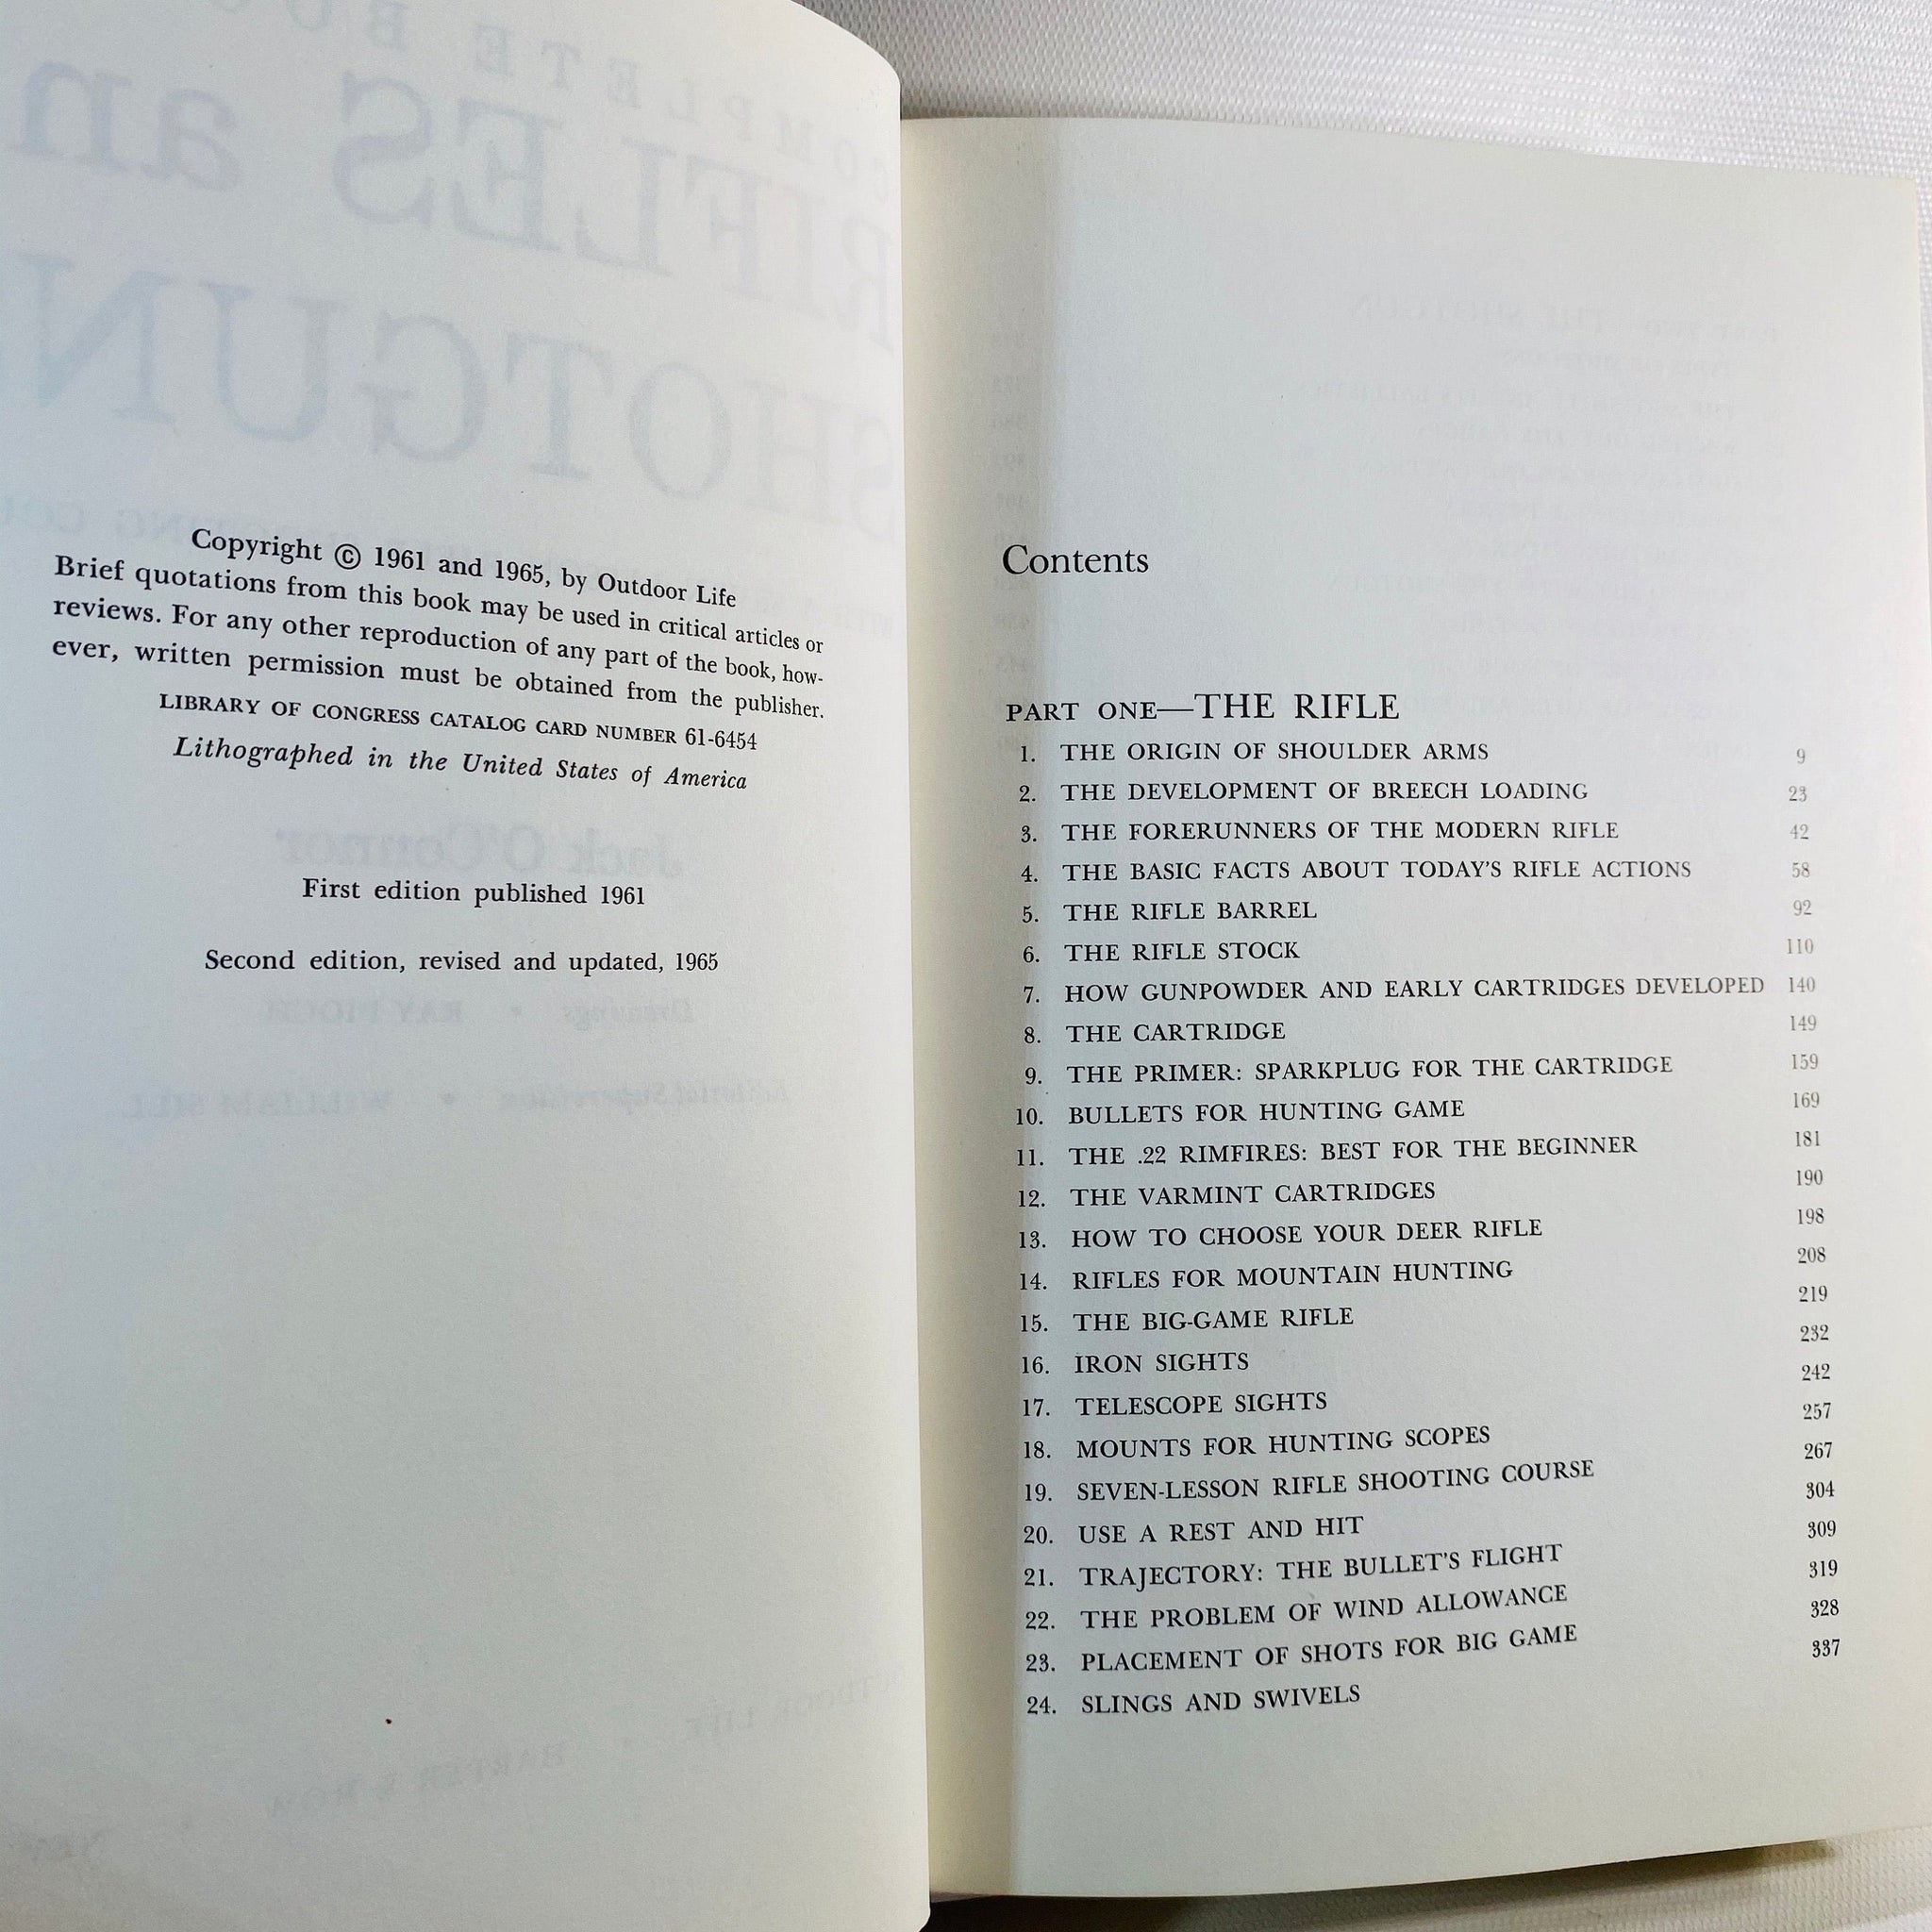 Copyright © 1961 and 1965, by Outdoor Life
Brief quotations from this book may be used in critical articles or
reviews. For any other reproduction of any part of the book, how-
ever, written permission must be obtained from the publisher.
LIBRARY OF CONGRESS CATALOG CARD NUMBER 61-6454
Lithographed in the United States of America
First edition published 1961
Second edition, revised and updated, 1965
Contents
PART ONE—THE RIFLE
1. THE ORIGIN OF SHOULDER ARMS 9
2. THE DEVELOPMENT OF BREECH LOADING 23
3. THE FORERUNNERS OF THE MODERN RIFLE 42
4. THE BASIC FACTS ABOUT TODAY'S RIFLE ACTIONS 58
5. THE RIFLE BARREL 92
6. THE RIFLE STOCK 110
7. HOW GUNPOWDER AND EARLY CARTRIDGES DEVELOPED 140
8. THE CARTRIDGE 149
9. THE PRIMER: SPARKPLUG FOR THE CARTRIDGE 159
10. BULLETS FOR HUNTING GAME 169
11. THE .22 RIMFIRES: BEST FOR THE BEGINNER 181
12. THE VARMINT CARTRIDGES 190
13. HOW TO CHOOSE YOUR DEER RIFLE 198
14. RIFLES FOR MOUNTAIN HUNTING 208
15. THE BIG-GAME RIFLE 219
16. IRON SIGHTS 232
17. TELESCOPE SIGHTS 242
18. MOUNTS FOR HUNTING SCOPES 257
19. SEVEN-LESSON RIFLE SHOOTING COURSE 267
20. USE A REST AND HIT 304
21. TRAJECTORY: THE BULLET'S FLIGHT 309
22. THE PROBLEM OF WIND ALLOWANCE 319
23. PLACEMENT OF SHOTS FOR BIG GAME 328
24. SLINGS AND SWIVELS 337